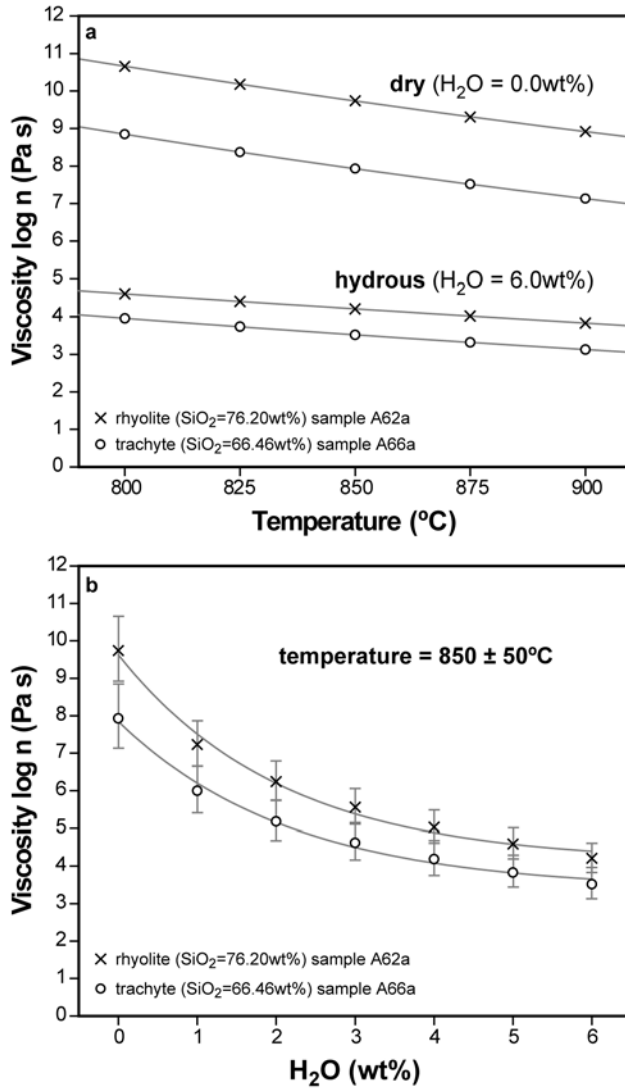 a
12
11
10
9
8
7
6
5
4
3
2
1
0
Viscosity log n (Pa s)
dry (H₂O = 0.0wt%)
hydrous (H₂O = 6.0wt%)
rhyolite (SiO₂=76.20wt%) sample A62a
trachyte (SiO₂=66.46wt%) sample A66a
800 825 850 875 900
Temperature (ºC)
b
12
11
10
9
8
7
6
5
4
3
2
1
0
Viscosity log n (Pa s)
temperature = 850 ± 50ºC
rhyolite (SiO₂=76.20wt%) sample A62a
trachyte (SiO₂=66.46wt%) sample A66a
0 1 2 3 4 5 6
H₂O (wt%)